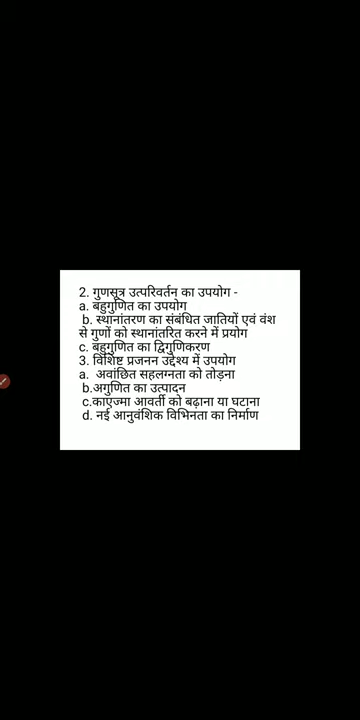 2. गुणसूत्र उत्परिवर्तन का उपयोग -
a. बहुगुणित का उपयोग
b. स्थानांतरण का संबंधित जातियों एवं वंश
से गुणों को स्थानांतरित करने में प्रयोग
c. बहुगुणित का द्विगुणिकरण
3. विशिष्ट प्रजनन उद्देश्य में उपयोग
a. अवांछित सहलग्नता को तोड़ना
b.अगुणित का उत्पादन
c.काएज्मा आवर्ती को बढ़ाना या घटाना
d. नई आनुवंशिक विभिनता का निर्माण